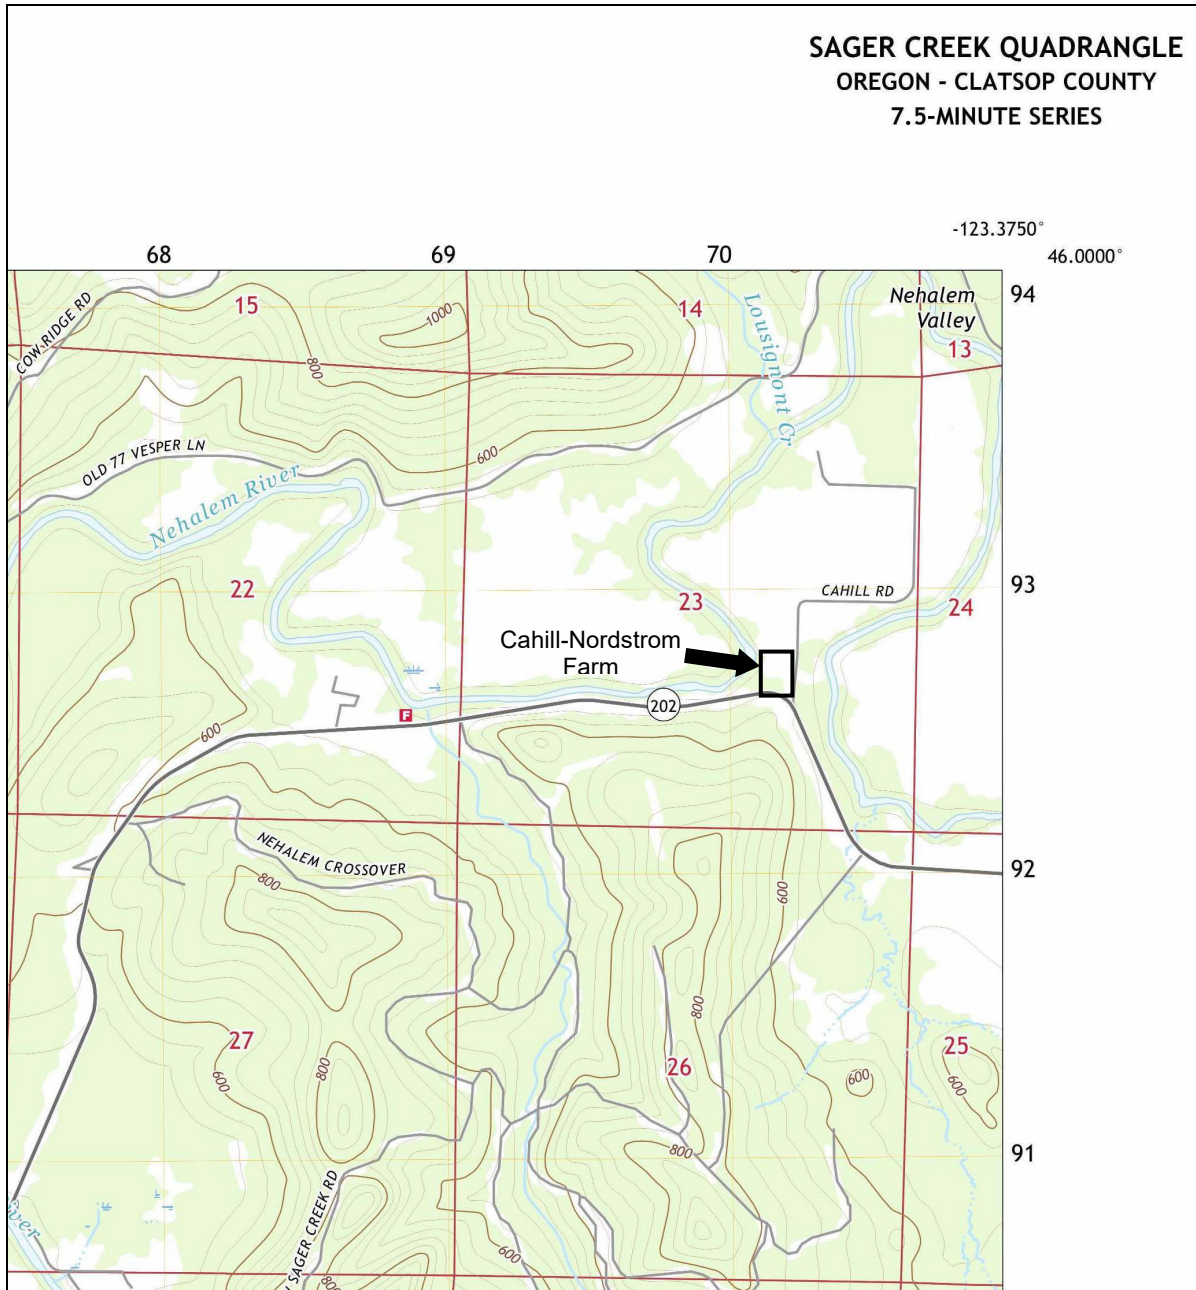 SAGER CREEK QUADRANGLE
OREGON - CLATSOP COUNTY
7.5-MINUTE SERIES
-123.3750°
46.0000°
68
69
70
94
COW RIDGE RD
15
1000
14
Lousignont Cr
Nehalem
Valley
13
800
600
OLD 77 VESPER LN
Nehalem River
22
23
CAHILL RD
93
24
Cahill-Nordstrom
Farm
F
202
600
NEHALEM CROSSOVER
800
600
92
27
800
800
600
26
600
25
600
800
91
SAGER CREEK RD
600
800